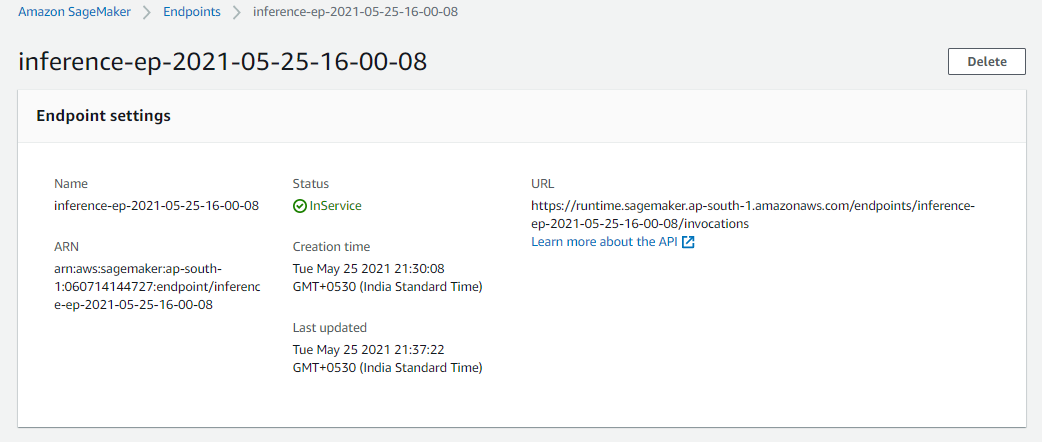 Amazon SageMaker > Endpoints > inference-ep-2021-05-25-16-00-08
inference-ep-2021-05-25-16-00-08
Delete
Endpoint settings
Name
inference-ep-2021-05-25-16-00-08
ARN
arn:aws:sagemaker:ap-south-
1:060714144727:endpoint/inferenc
e-ep-2021-05-25-16-00-08
Status
InService
Creation time
Tue May 25 2021 21:30:08
GMT+0530 (India Standard Time)
Last updated
Tue May 25 2021 21:37:22
GMT+0530 (India Standard Time)
URL
https://runtime.sagemaker.ap-south-1.amazonaws.com/endpoints/inference-
ep-2021-05-25-16-00-08/invocations
Learn more about the API